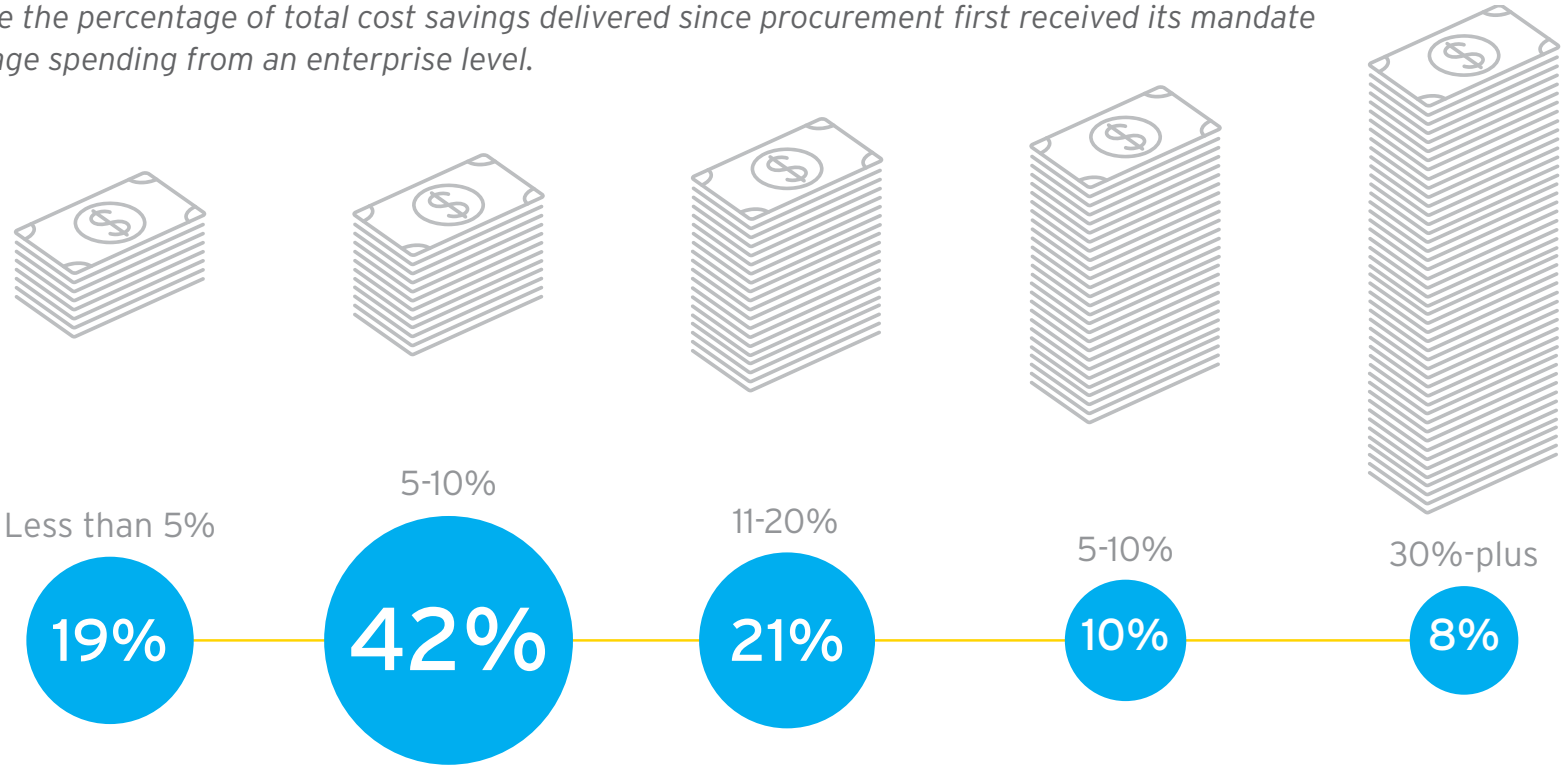 e the percentage of total cost savings delivered since procurement first received its mandate
age spending from an enterprise level.
$ $ $ $ $
Less than 5% 5-10% 11-20% 5-10% 30%-plus
19% 42% 21% 10% 8%